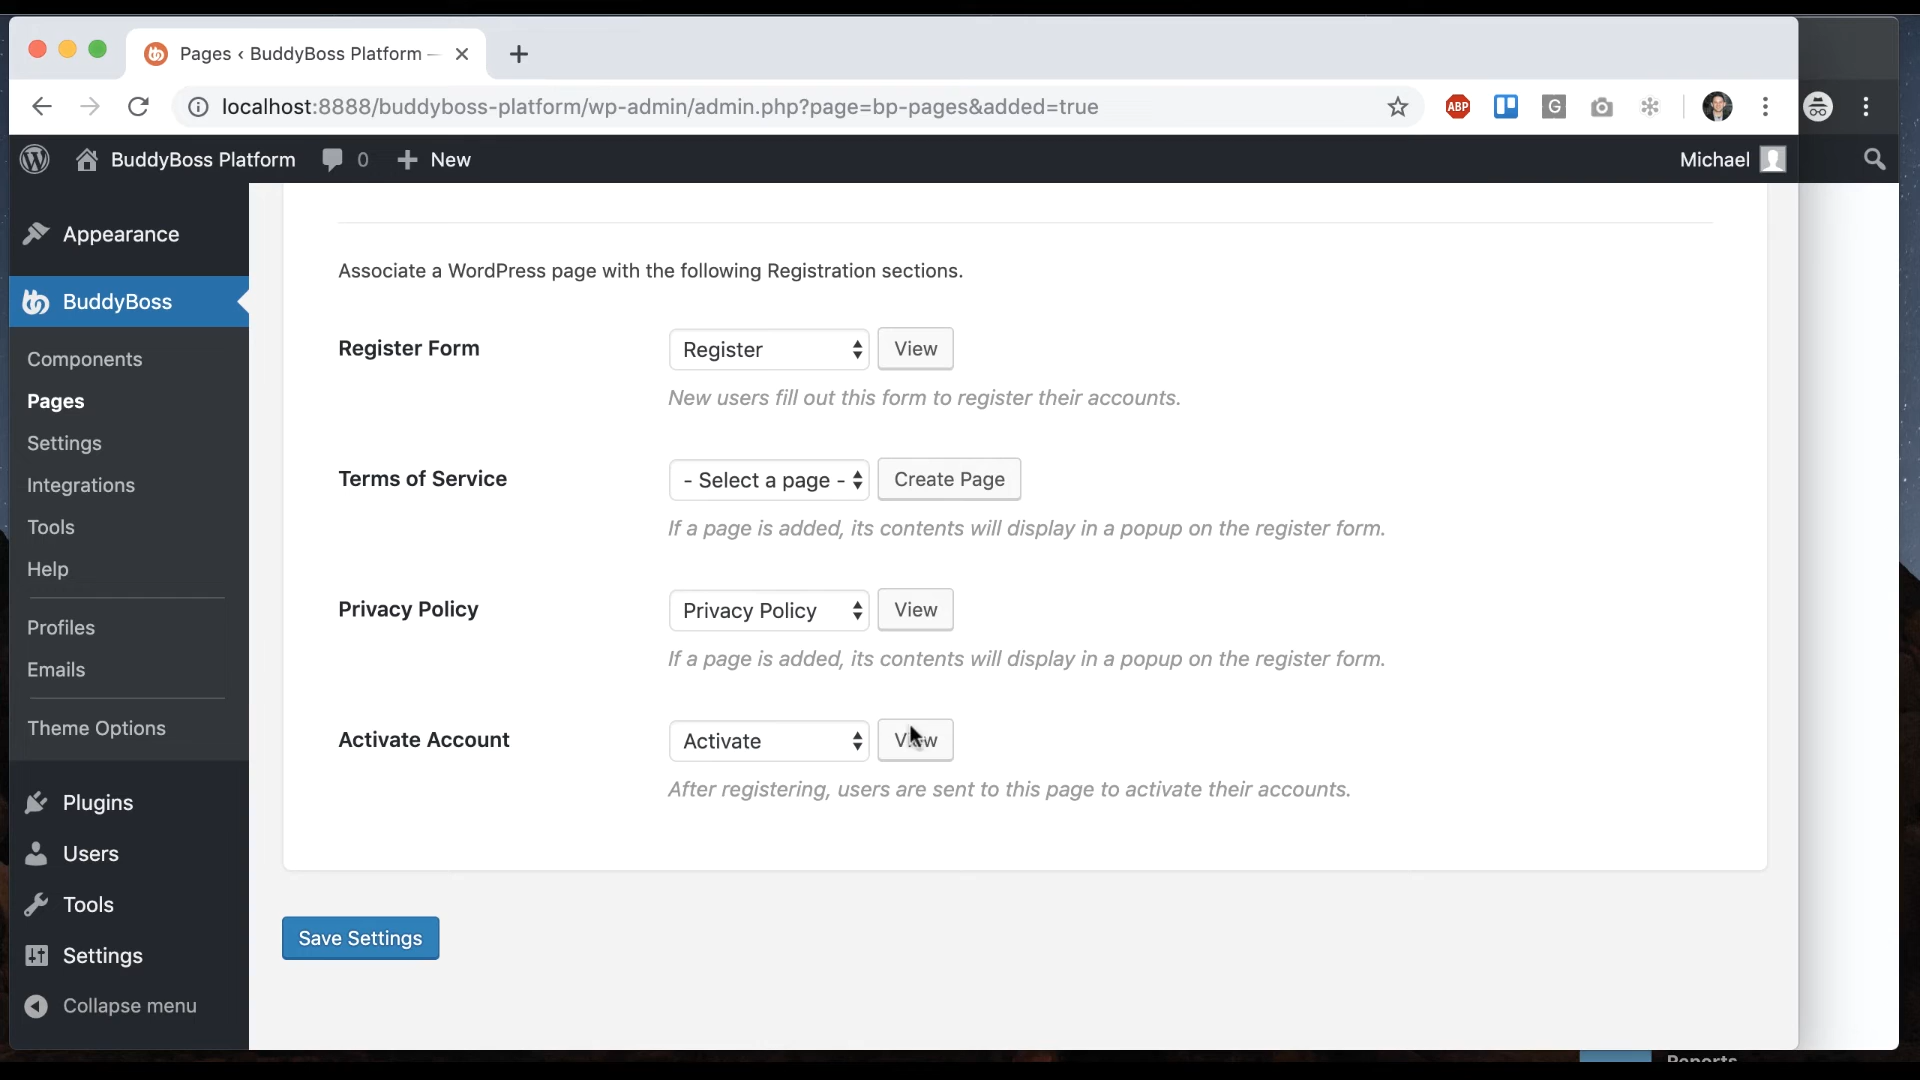 Pages ‹ BuddyBoss Platform —
localhost:8888/buddyboss-platform/wp-admin/admin.php?page=bp-pages&added=true
ABP
G
BuddyBoss Platform
0
New
Michael
Appearance
BuddyBoss
Components
Pages
Settings
Integrations
Tools
Help
Profiles
Emails
Theme Options
Plugins
Users
Tools
Settings
Collapse menu
Associate a WordPress page with the following Registration sections.
Register Form
Register
View
New users fill out this form to register their accounts.
Terms of Service
- Select a page -
Create Page
If a page is added, its contents will display in a popup on the register form.
Privacy Policy
Privacy Policy
View
If a page is added, its contents will display in a popup on the register form.
Activate Account
Activate
View
After registering, users are sent to this page to activate their accounts.
Save Settings
Reports